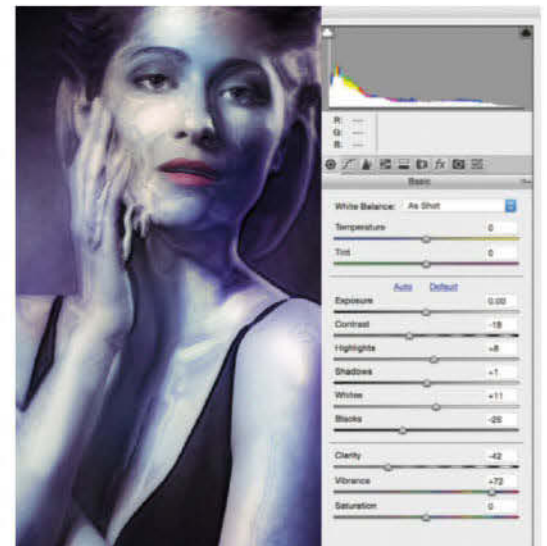 R: ---
G: ---
B: ---
Basic
White Balance: As Shot
Temperature 0
Tint 0
Auto Default
Exposure 0.00
Contrast -18
Highlights +8
Shadows +1
Whites +11
Blacks -25
Clarity -42
Vibrance +72
Saturation 0